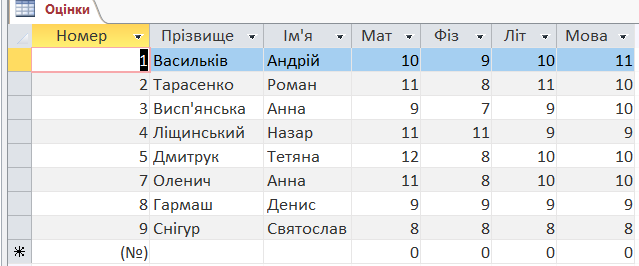 Оцінки
Номер Прізвище Ім'я Мат Фіз Літ Мова
1 Васильків Андрій 10 9 10 11
2 Тарасенко Роман 11 8 11 10
3 Висп'янська Анна 9 7 9 10
4 Ліщинський Назар 11 11 9 9
5 Дмитрук Тетяна 12 8 10 10
7 Оленич Анна 11 8 10 10
8 Гармаш Денис 9 9 9 9
9 Снігур Святослав 8 8 8 8
(№) 0 0 0 0